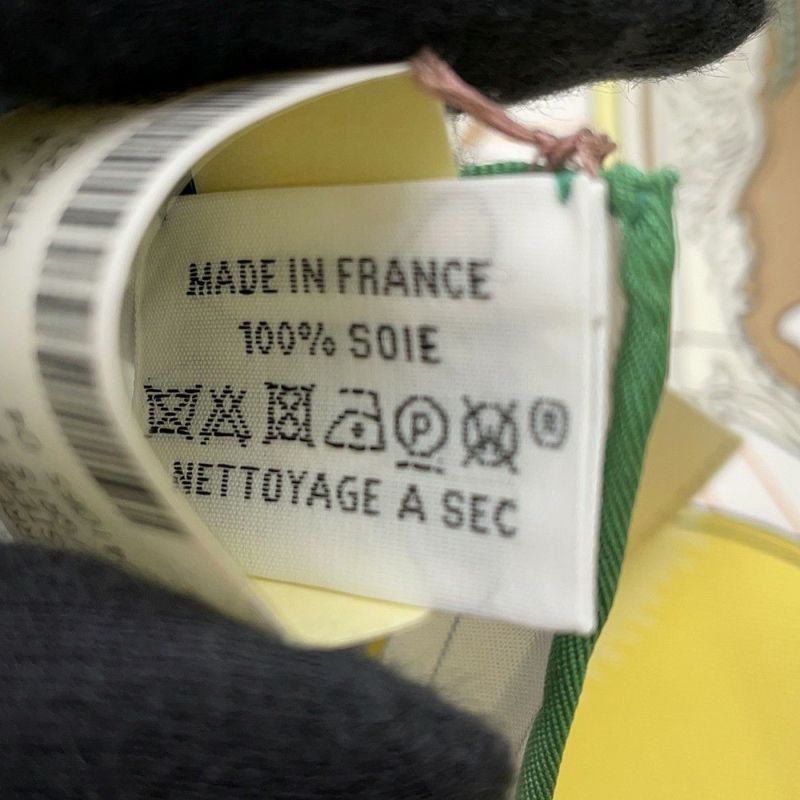 MADE IN FRANCE
100% SOIE
P W ®
NETTOYAGE A SEC